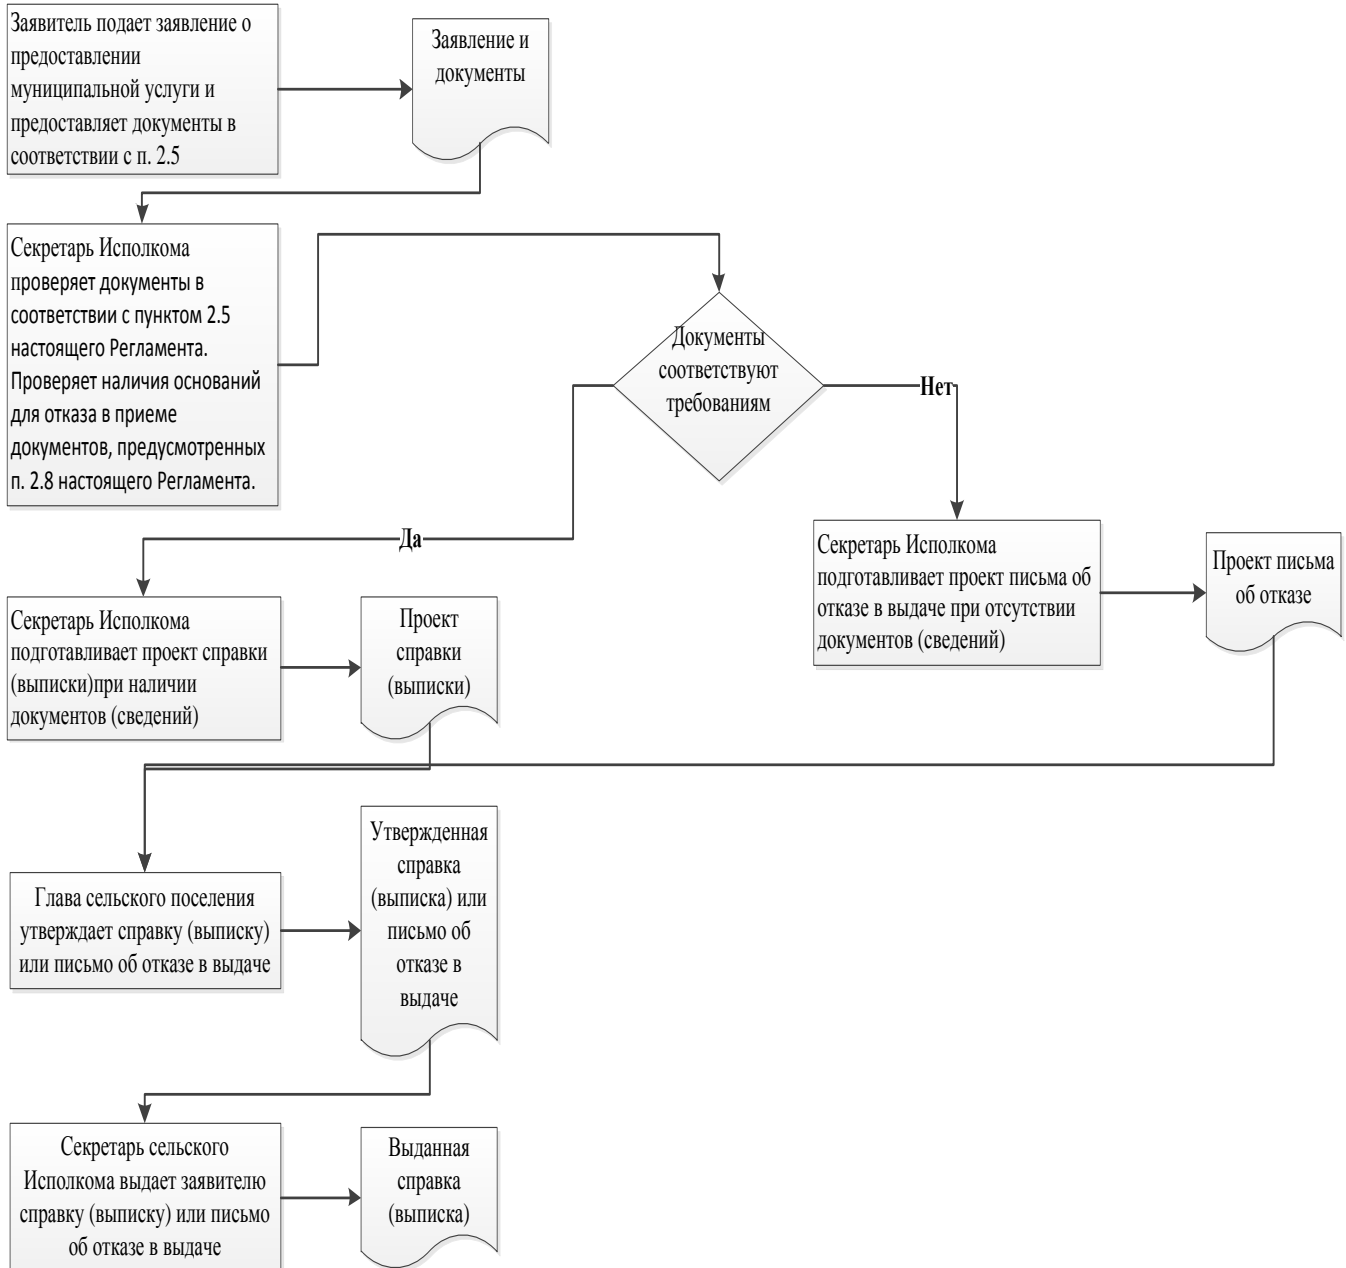 Заявитель подает заявление о
предоставлении
муниципальной услуги и
предоставляет документы в
соответствии с п. 2.5
Заявление и
документы
Секретарь Исполкома
проверяет документы в
соответствии с пунктом 2.5
настоящего Регламента.
Проверяет наличия оснований
для отказа в приеме
документов, предусмотренных
п. 2.8 настоящего Регламента.
Документы
соответствуют
требованиям
Нет
Да
Секретарь Исполкома
подготавливает проект письма об
отказе в выдаче при отсутствии
документов (сведений)
Проект письма
об отказе
Секретарь Исполкома
подготавливает проект справки
(выписки)при наличии
документов (сведений)
Проект
справки
(выписки)
Глава сельского поселения
утверждает справку (выписку)
или письмо об отказе в выдаче
Утвержденная
справка
(выписка) или
письмо об
отказе в
выдаче
Секретарь сельского
Исполкома выдает заявителю
справку (выписку) или письмо
об отказе в выдаче
Выданная
справка
(выписка)